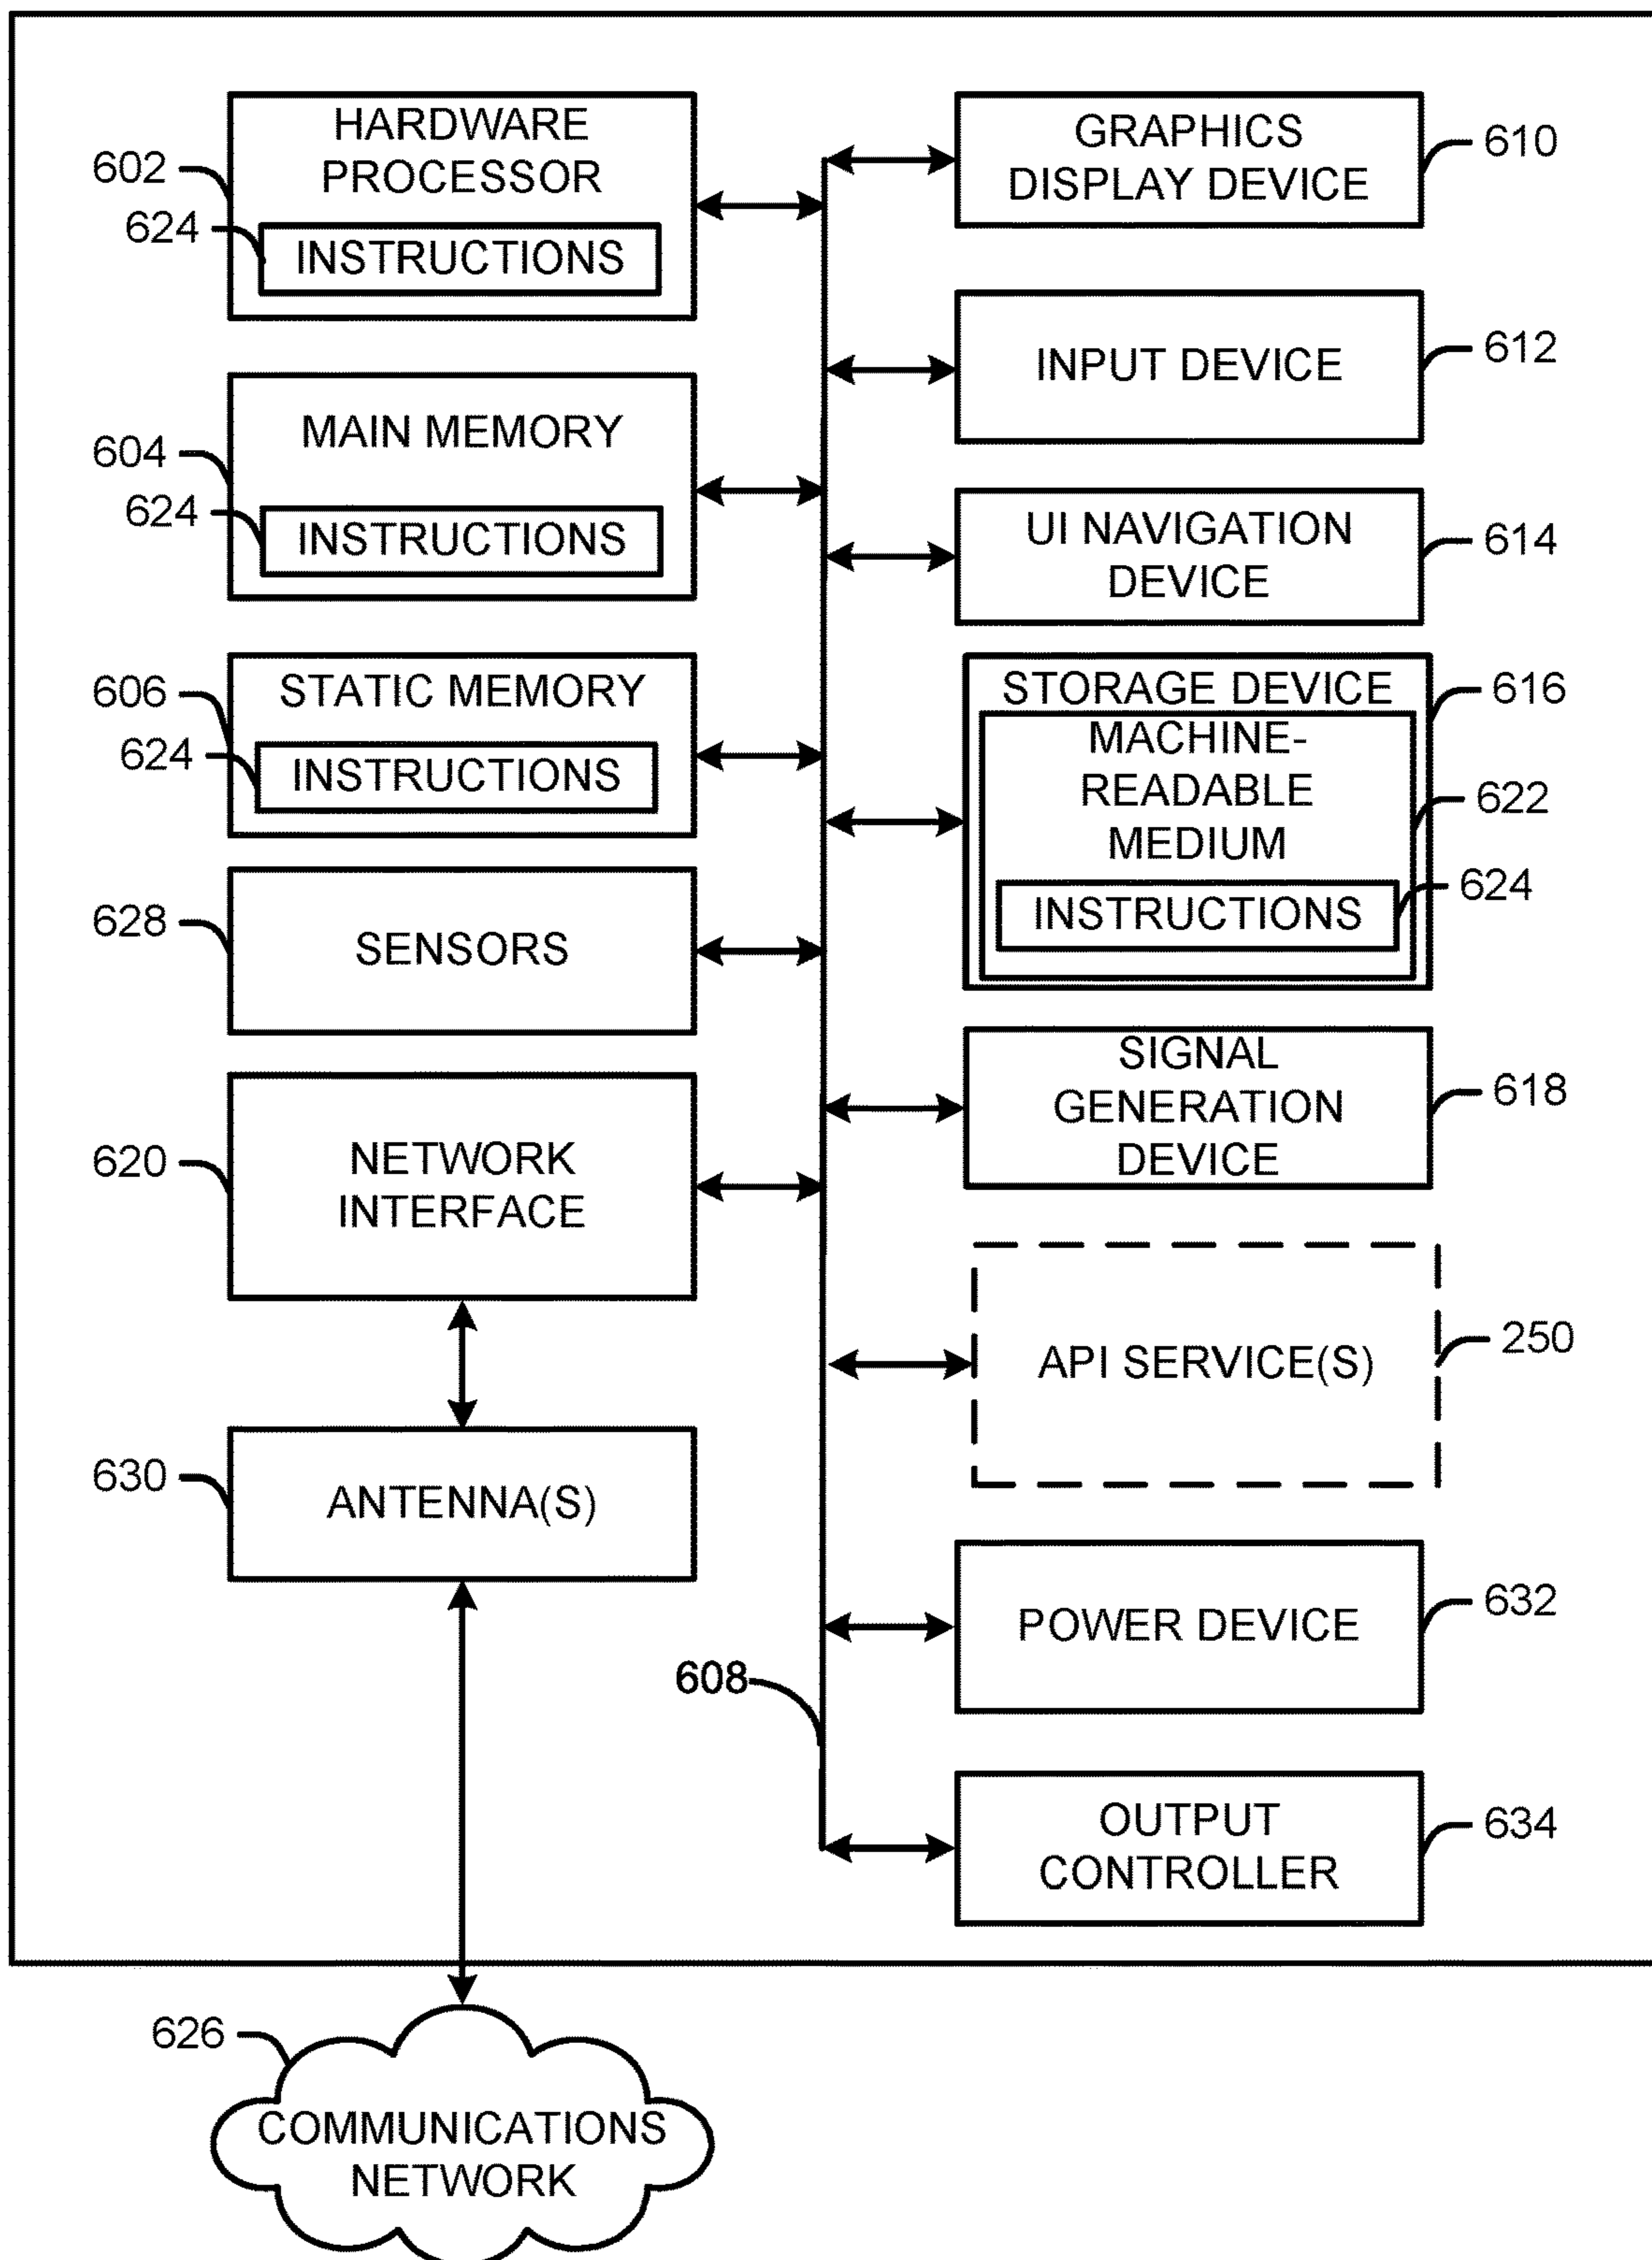 HARDWARE
PROCESSOR
602
624
INSTRUCTIONS
MAIN MEMORY
604
624
INSTRUCTIONS
STATIC MEMORY
606
624
INSTRUCTIONS
628
SENSORS
620
NETWORK
INTERFACE
630
ANTENNA(S)
608
GRAPHICS
DISPLAY DEVICE
610
INPUT DEVICE
612
UI NAVIGATION
DEVICE
614
STORAGE DEVICE
616
MACHINE-
READABLE
MEDIUM
622
INSTRUCTIONS
624
SIGNAL
GENERATION
DEVICE
618
API SERVICE(S)
250
POWER DEVICE
632
OUTPUT
CONTROLLER
634
626
COMMUNICATIONS
NETWORK